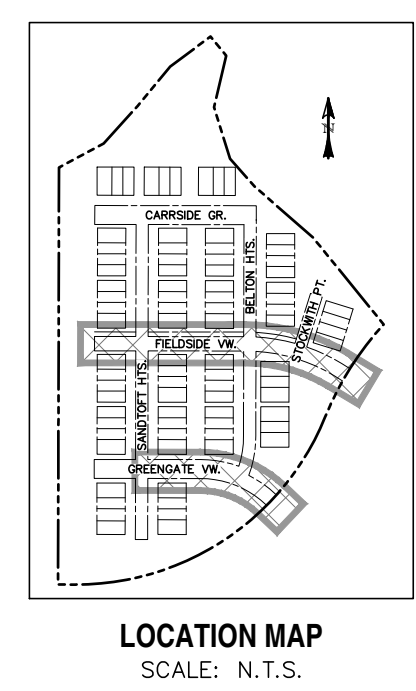 CARRSIDE GR.
BELTON HTS.
STOCKWITH PT.
FIELDSIDE VW.
SANDTOFT HTS.
GREENGATE VW.
LOCATION MAP
SCALE: N.T.S.